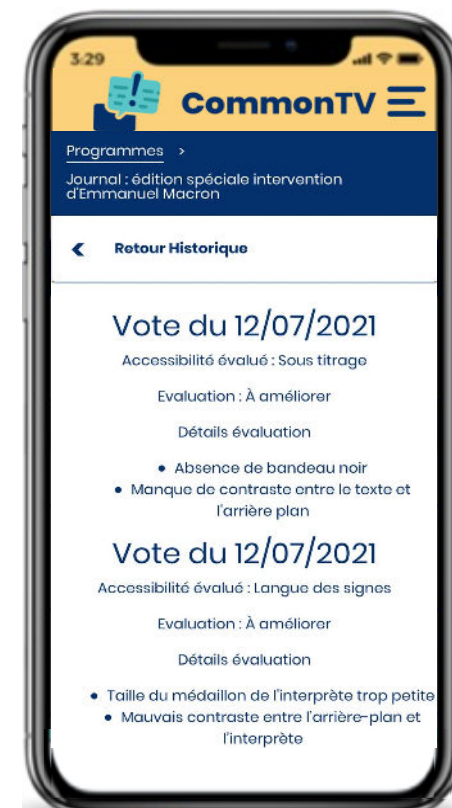 3:29
CommonTV
Programmes >
Journal : édition spéciale intervention
d'Emmanuel Macron
Retour Historique
Vote du 12/07/2021
Accessibilité évalué : Sous titrage
Evaluation : À améliorer
Détails évaluation
• Absence de bandeau noir
• Manque de contraste entre le texte et
l'arrière plan
Vote du 12/07/2021
Accessibilité évalué : Langue des signes
Evaluation : À améliorer
Détails évaluation
• Taille du médaillon de l'interprète trop petite
• Mauvais contraste entre l'arrière-plan et
l'interprète